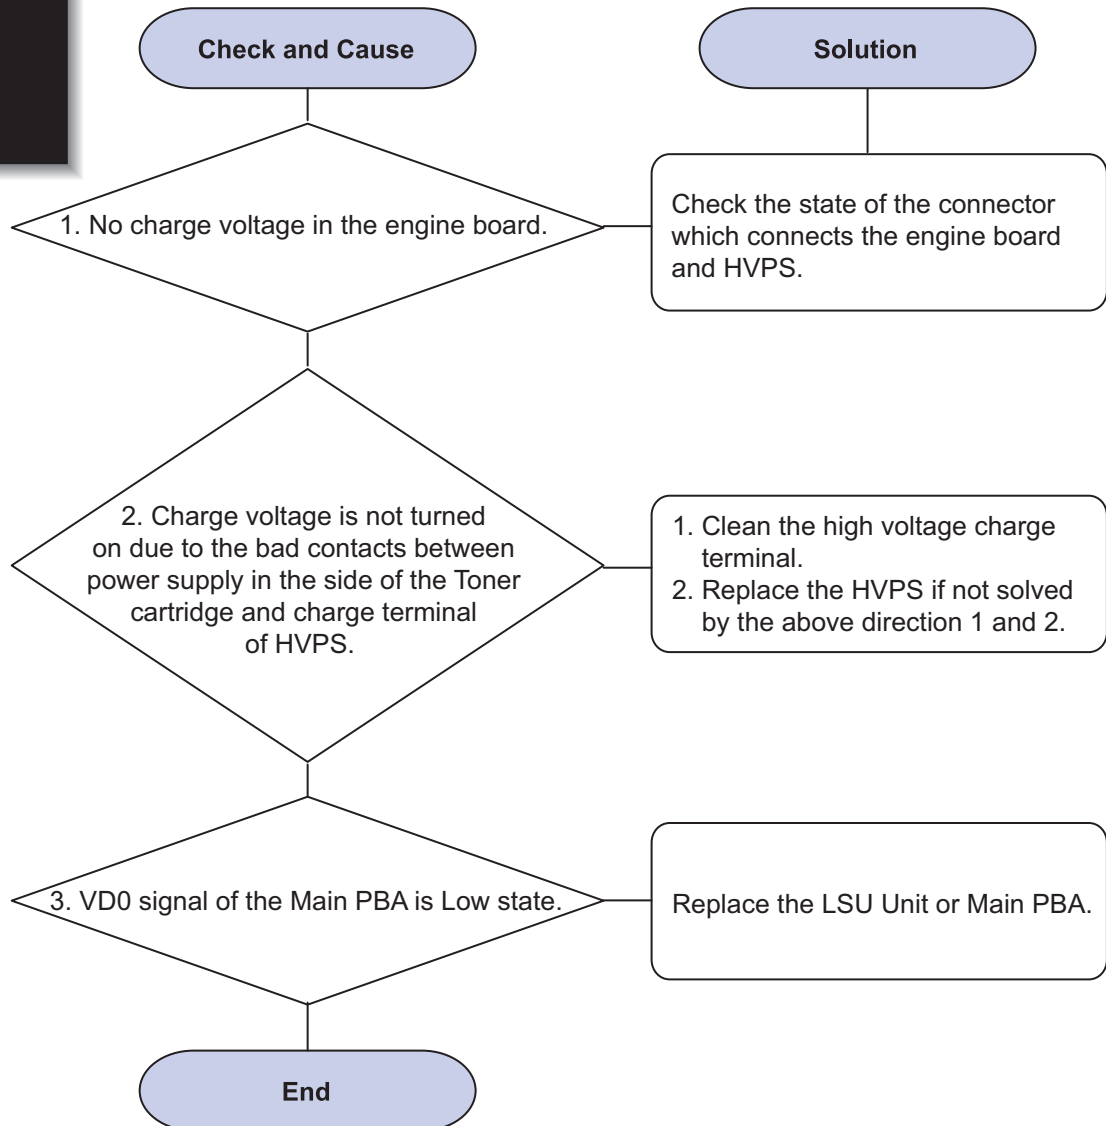 Check and Cause
Solution
1. No charge voltage in the engine board.
Check the state of the connector
which connects the engine board
and HVPS.
2. Charge voltage is not turned
on due to the bad contacts between
power supply in the side of the Toner
cartridge and charge terminal
of HVPS.
1. Clean the high voltage charge
terminal.
2. Replace the HVPS if not solved
by the above direction 1 and 2.
3. VD0 signal of the Main PBA is Low state.
Replace the LSU Unit or Main PBA.
End